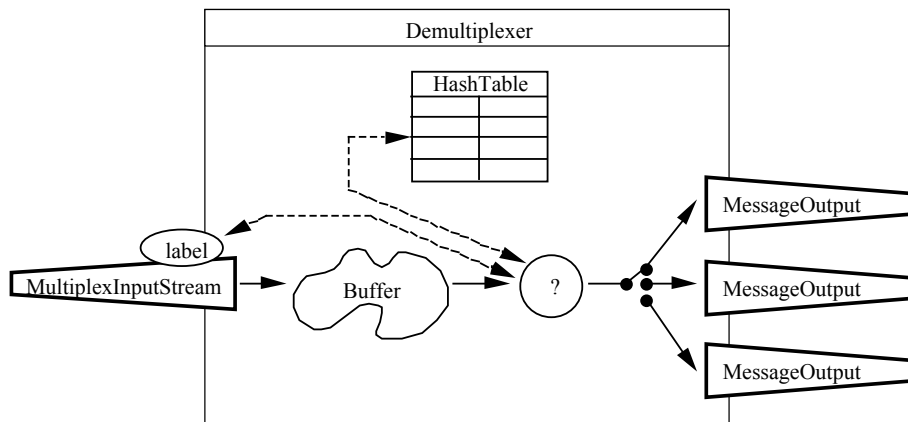 Demultiplexer
HashTable
MessageOutput
label
MultiplexInputStream
Buffer
?
MessageOutput
MessageOutput